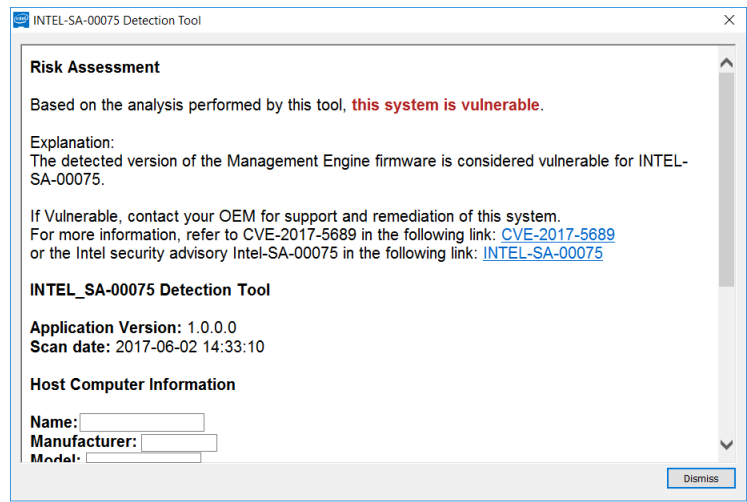 INTEL-SA-00075 Detection Tool
Risk Assessment
Based on the analysis performed by this tool, this system is vulnerable.
Explanation:
The detected version of the Management Engine firmware is considered vulnerable for INTEL-
SA-00075.
If Vulnerable, contact your OEM for support and remediation of this system.
For more information, refer to CVE-2017-5689 in the following link: CVE-2017-5689
or the Intel security advisory Intel-SA-00075 in the following link: INTEL-SA-00075
INTEL_SA-00075 Detection Tool
Application Version: 1.0.0.0
Scan date: 2017-06-02 14:33:10
Host Computer Information
Name:
Manufacturer:
Model:
Dismiss